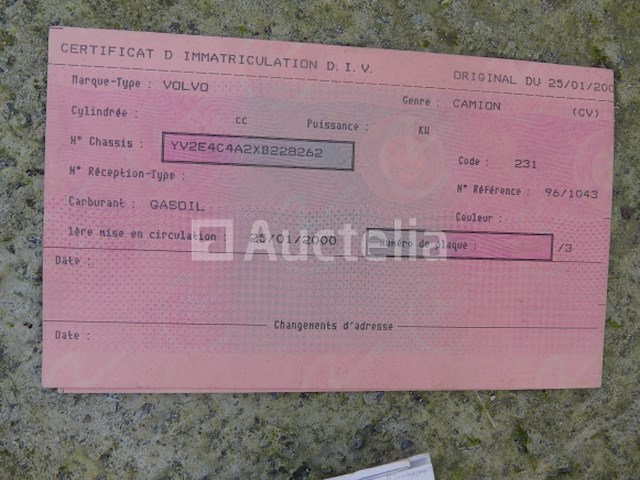 CERTIFICAT D IMMATRICULATION D.I.V.
ORIGINAL DU 25/01/200
Marque-Type : VOLVO
Genre : CAMION (CV)
Cylindrée : cc Puissance : KW
N° Chassis : YV2E4C4A2XB228262
Code : 231
N° Réception-Type :
N° Référence : 96/1043
Carburant : GASOIL
Couleur :
Auctelia
1ère mise en circulation : 25/01/2000 Numéro de plaque : /3
Date :
Changements d'adresse
Date :